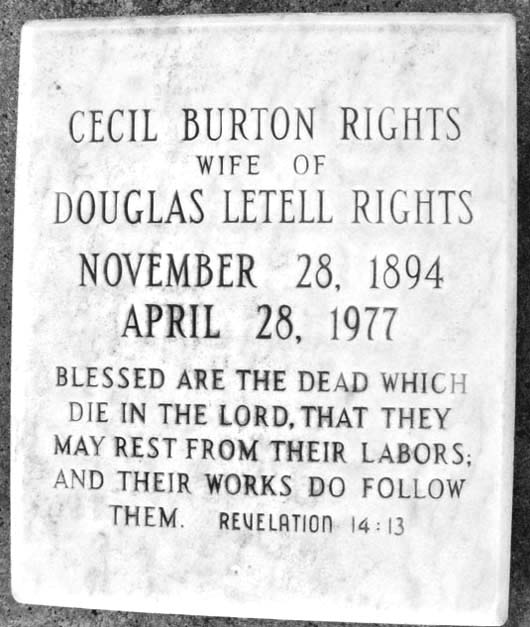 CECIL BURTON RIGHTS
WIFE OF
DOUGLAS LETELL RIGHTS
NOVEMBER 28, 1894
APRIL 28, 1977
BLESSED ARE THE DEAD WHICH
DIE IN THE LORD, THAT THEY
MAY REST FROM THEIR LABORS;
AND THEIR WORKS DO FOLLOW
THEM. REVELATION 14:13